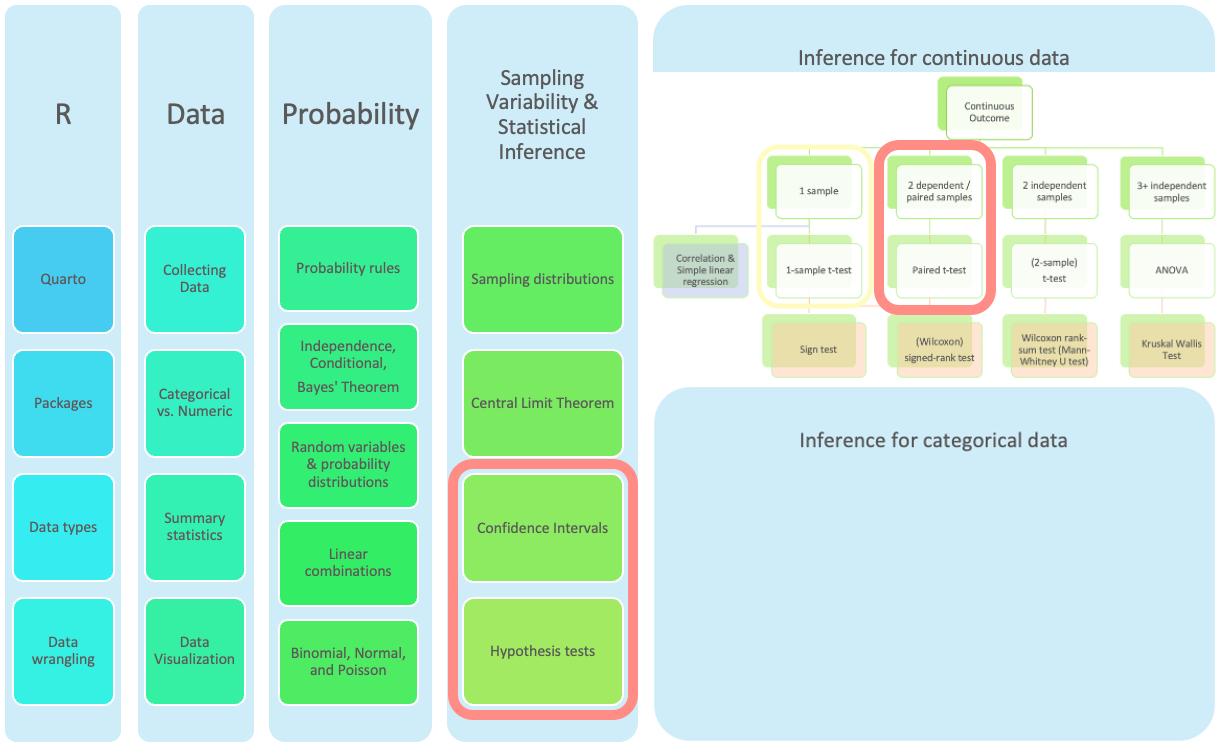 R
Quarto
Packages
Data types
Data
wrangling
Data
Collecting
Data
Categorical
vs. Numeric
Summary
statistics
Data
Visualization
Probability
Probability rules
Independence,
Conditional,
Bayes' Theorem
Random variables
& probability
distributions
Linear
combinations
Binomial, Normal,
and Poisson
Sampling
Variability &
Statistical
Inference
Sampling distributions
Central Limit Theorem
Confidence Intervals
Hypothesis tests
Inference for continuous data
Continuous
Outcome
1 sample
2 dependent /
paired samples
2 independent
samples
3+ independent
samples
Correlation &
Simple linear
regression
1-sample t-test
Paired t-test
(2-sample)
t-test
ANOVA
Sign test
(Wilcoxon)
signed-rank test
Wilcoxon rank-
sum test (Mann-
Whitney U test)
Kruskal Wallis
Test
Inference for categorical data